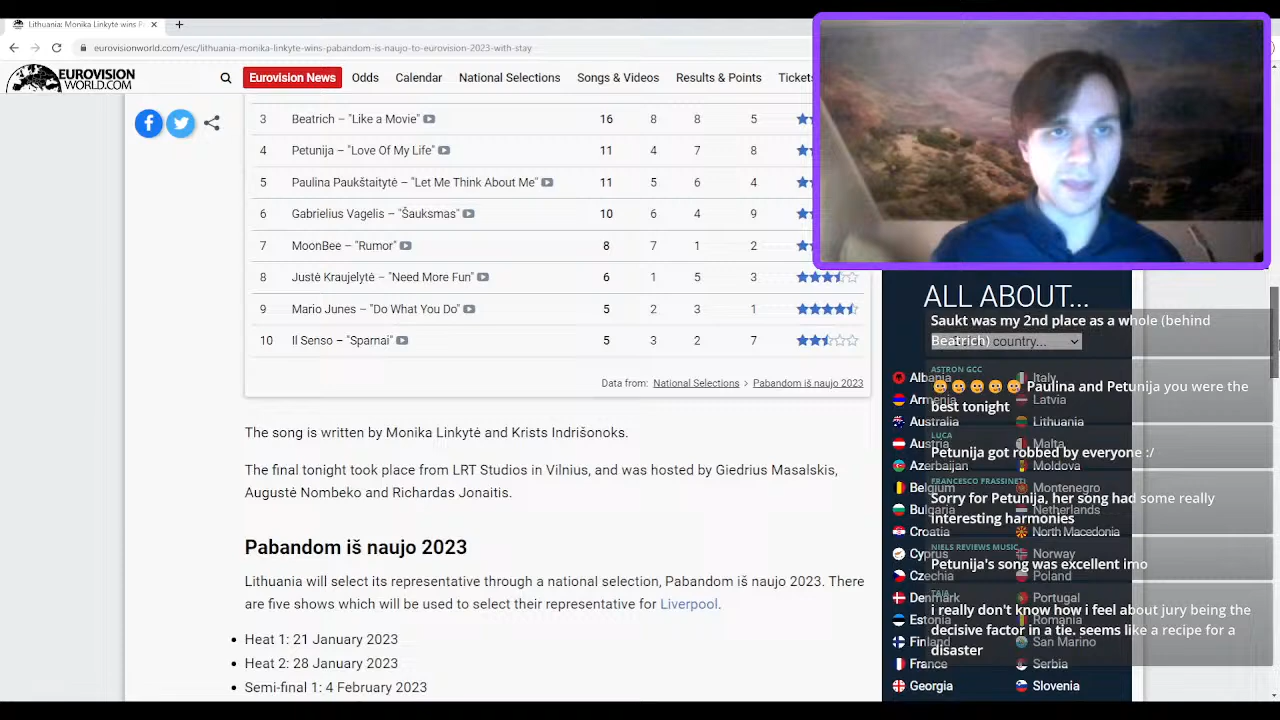 Lithuania: Monika Linkytė wins P
eurovisionworld.com/esc/lithuania-monika-linkyte-wins-pabandom-is-naujo-to-eurovision-2023-with-stay
EUROVISION
WORLD.COM
Eurovision News Odds Calendar National Selections Songs & Videos Results & Points Tickets
3 Beatrich – "Like a Movie" 16 8 8 5
4 Petunija – "Love Of My Life" 11 4 7 8
5 Paulina Paukštaitytė – "Let Me Think About Me" 11 5 6 4
6 Gabrielius Vagelis – "Šauksmas" 10 6 4 9
7 MoonBee – "Rumor" 8 7 1 2
8 Justė Kraujelytė – "Need More Fun" 6 1 5 3
9 Mario Junes – "Do What You Do" 5 2 3 1
10 Il Senso – "Sparnai" 5 3 2 7
Data from: National Selections > Pabandom iš naujo 2023
The song is written by Monika Linkytė and Krists Indrišonoks.
The final tonight took place from LRT Studios in Vilnius, and was hosted by Giedrius Masalskis,
Augustė Nombeko and Richardas Jonaitis.
Pabandom iš naujo 2023
Lithuania will select its representative through a national selection, Pabandom iš naujo 2023. There
are five shows which will be used to select their representative for Liverpool.
• Heat 1: 21 January 2023
• Heat 2: 28 January 2023
• Semi-final 1: 4 February 2023
ALL ABOUT...
country...
Albania Italy
Armenia Latvia
Australia Lithuania
Austria Malta
Azerbaijan Moldova
Belgium Montenegro
Bulgaria Netherlands
Croatia North Macedonia
Cyprus Norway
Czechia Poland
Denmark Portugal
Estonia Romania
Finland San Marino
France Serbia
Georgia Slovenia
Saukt was my 2nd place as a whole (behind
Beatrich)
ASTRON GCC
Paulina and Petunija you were the
best tonight
LUCA
Petunija got robbed by everyone :/
FRANCESCO FRASSINETI
Sorry for Petunija, her song had some really
interesting harmonies
NIELS REVIEWS MUSIC
Petunija's song was excellent imo
TAJA
i really don't know how i feel about jury being the
decisive factor in a tie. seems like a recipe for a
disaster